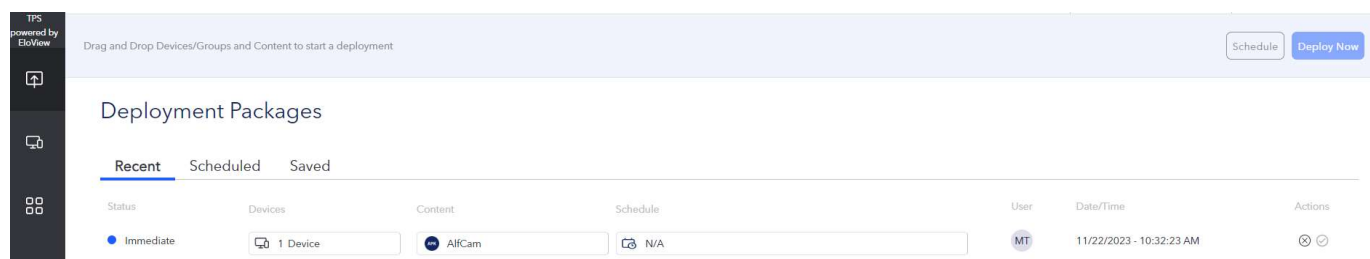 TPS
powered by
EloView
Drag and Drop Devices/Groups and Content to start a deployment
Schedule
Deploy Now
Deployment Packages
Recent Scheduled Saved
Status Devices Content Schedule User Date/Time Actions
Immediate 1 Device APK AlfCam N/A MT 11/22/2023 - 10:32:23 AM